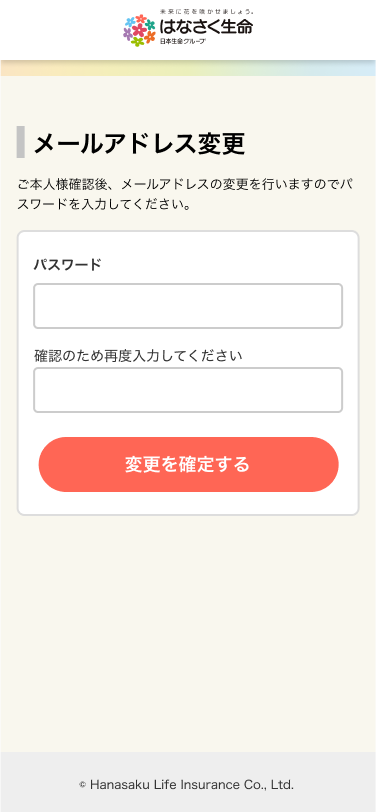 未来に花を咲かせましょう。
はなさく生命
日本生命グループ
メールアドレス変更
ご本人様確認後、メールアドレスの変更を行いますのでパ
スワードを入力してください。
パスワード
確認のため再度入力してください
変更を確定する
© Hanasaku Life Insurance Co., Ltd.